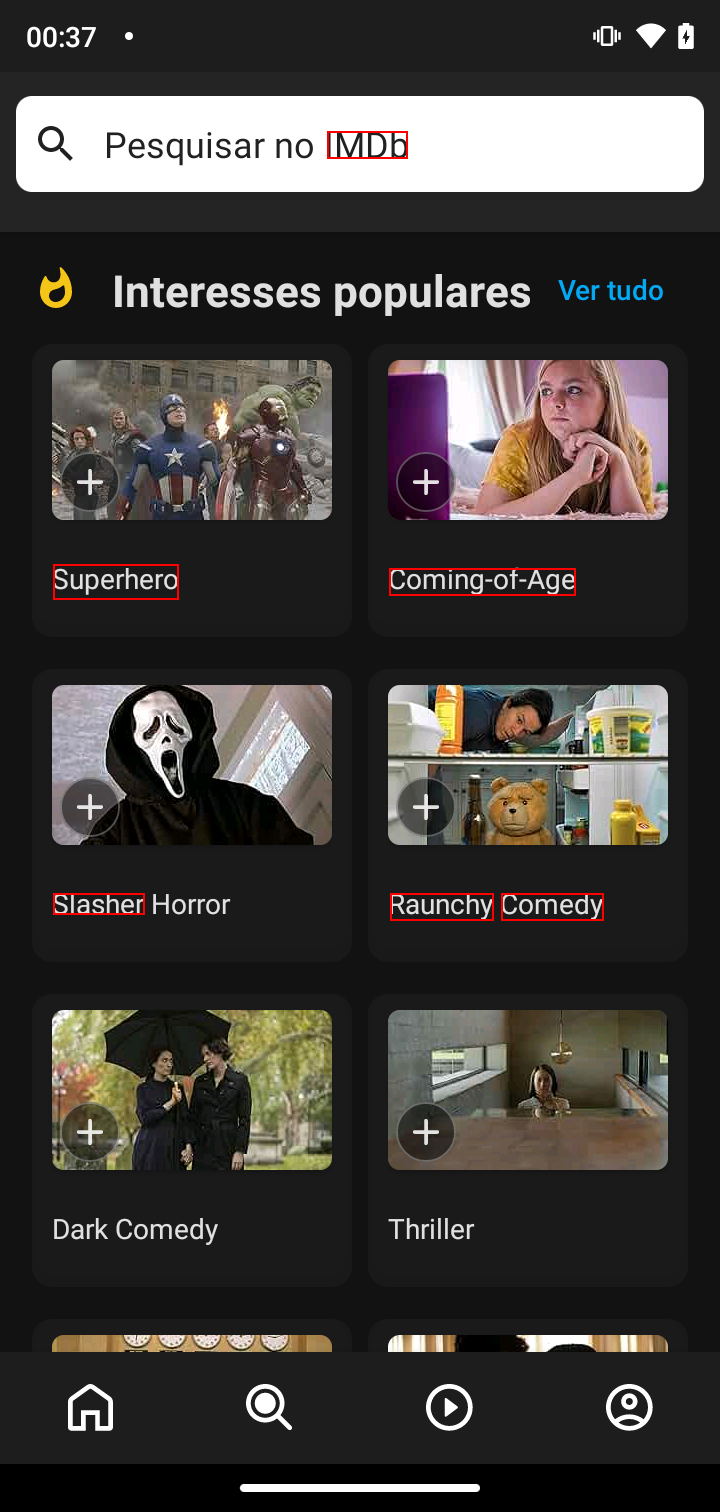 00:37
Pesquisar no IMDb
Interesses populares Ver tudo
Superhero Coming-of-Age
Slasher Horror Raunchy Comedy
Dark Comedy Thriller